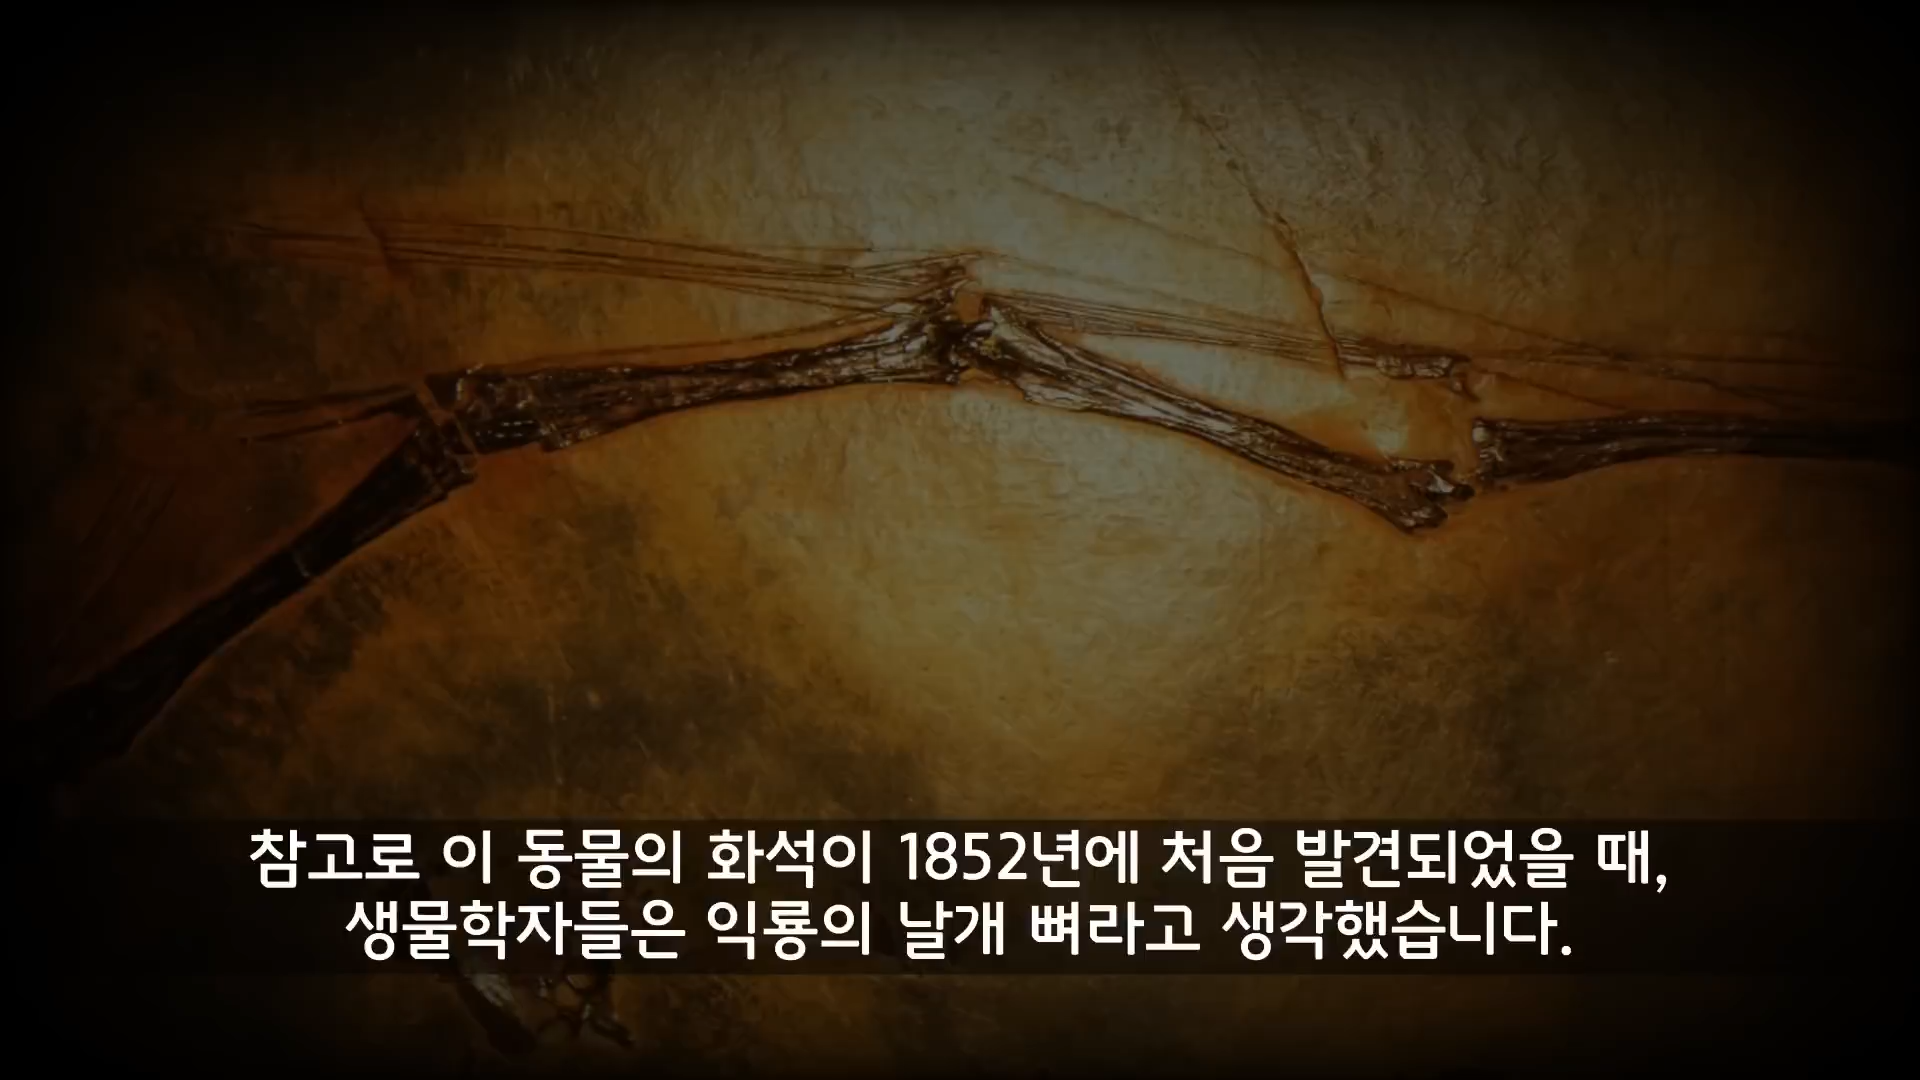 참고로 이 동물의 화석이 1852년에 처음 발견되었을 때,
생물학자들은 익룡의 날개 뼈라고 생각했습니다.